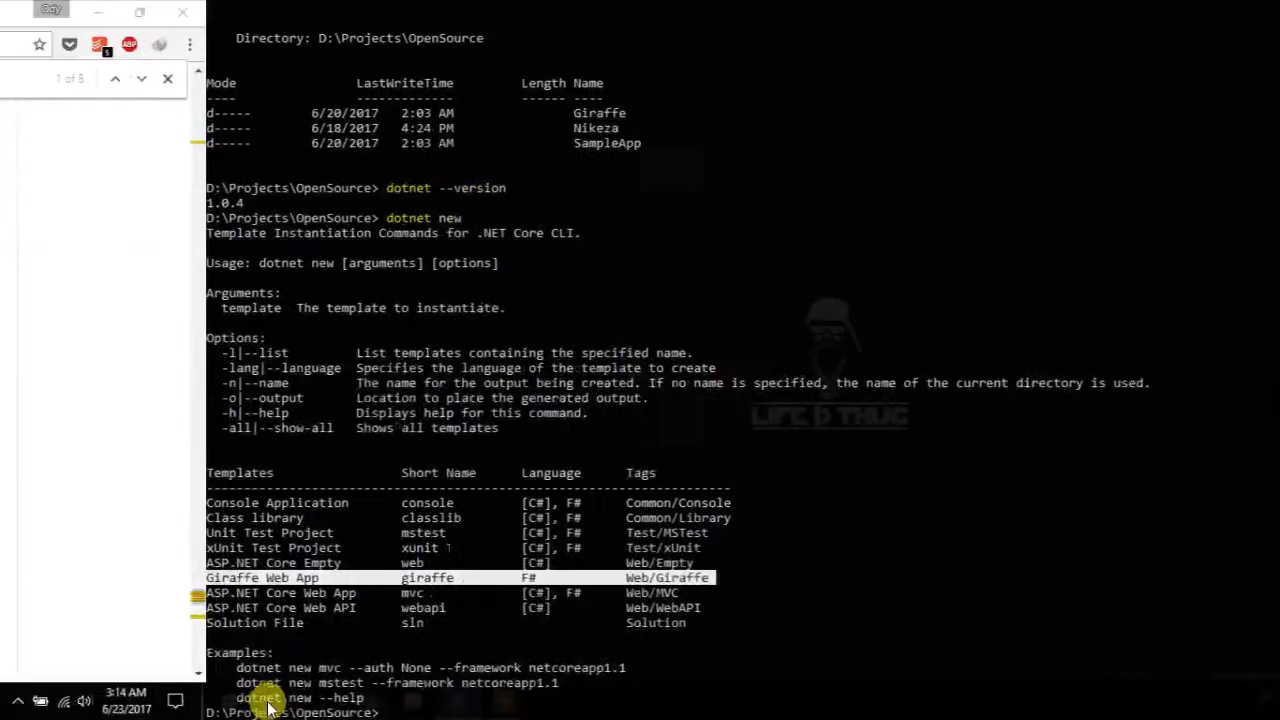 Ody
1 of 8
ABP
5
Directory: D:\Projects\OpenSource
Mode LastWriteTime Length Name
---- ------------- ------ ----
d----- 6/20/2017 2:03 AM Giraffe
d----- 6/18/2017 4:24 PM Nikeza
d----- 6/20/2017 2:03 AM SampleApp
D:\Projects\OpenSource> dotnet --version
1.0.4
D:\Projects\OpenSource> dotnet new
Template Instantiation Commands for .NET Core CLI.
Usage: dotnet new [arguments] [options]
Arguments:
template The template to instantiate.
Options:
-l|--list List templates containing the specified name.
-lang|--language Specifies the language of the template to create
-n|--name The name for the output being created. If no name is specified, the name of the current directory is used.
-o|--output Location to place the generated output.
-h|--help Displays help for this command.
-all|--show-all Shows all templates
LIFE D THUG
Templates Short Name Language Tags
----------------------------------------------------------------------
Console Application console [C#], F# Common/Console
Class library classlib [C#], F# Common/Library
Unit Test Project mstest [C#], F# Test/MSTest
xUnit Test Project xunit [C#], F# Test/xUnit
ASP.NET Core Empty web [C#] Web/Empty
Giraffe Web App giraffe F# Web/Giraffe
ASP.NET Core Web App mvc [C#], F# Web/MVC
ASP.NET Core Web API webapi [C#] Web/WebAPI
Solution File sln Solution
Examples:
dotnet new mvc --auth None --framework netcoreapp1.1
dotnet new mstest --framework netcoreapp1.1
dotnet new --help
D:\Projects\OpenSource>
3:14 AM
6/23/2017